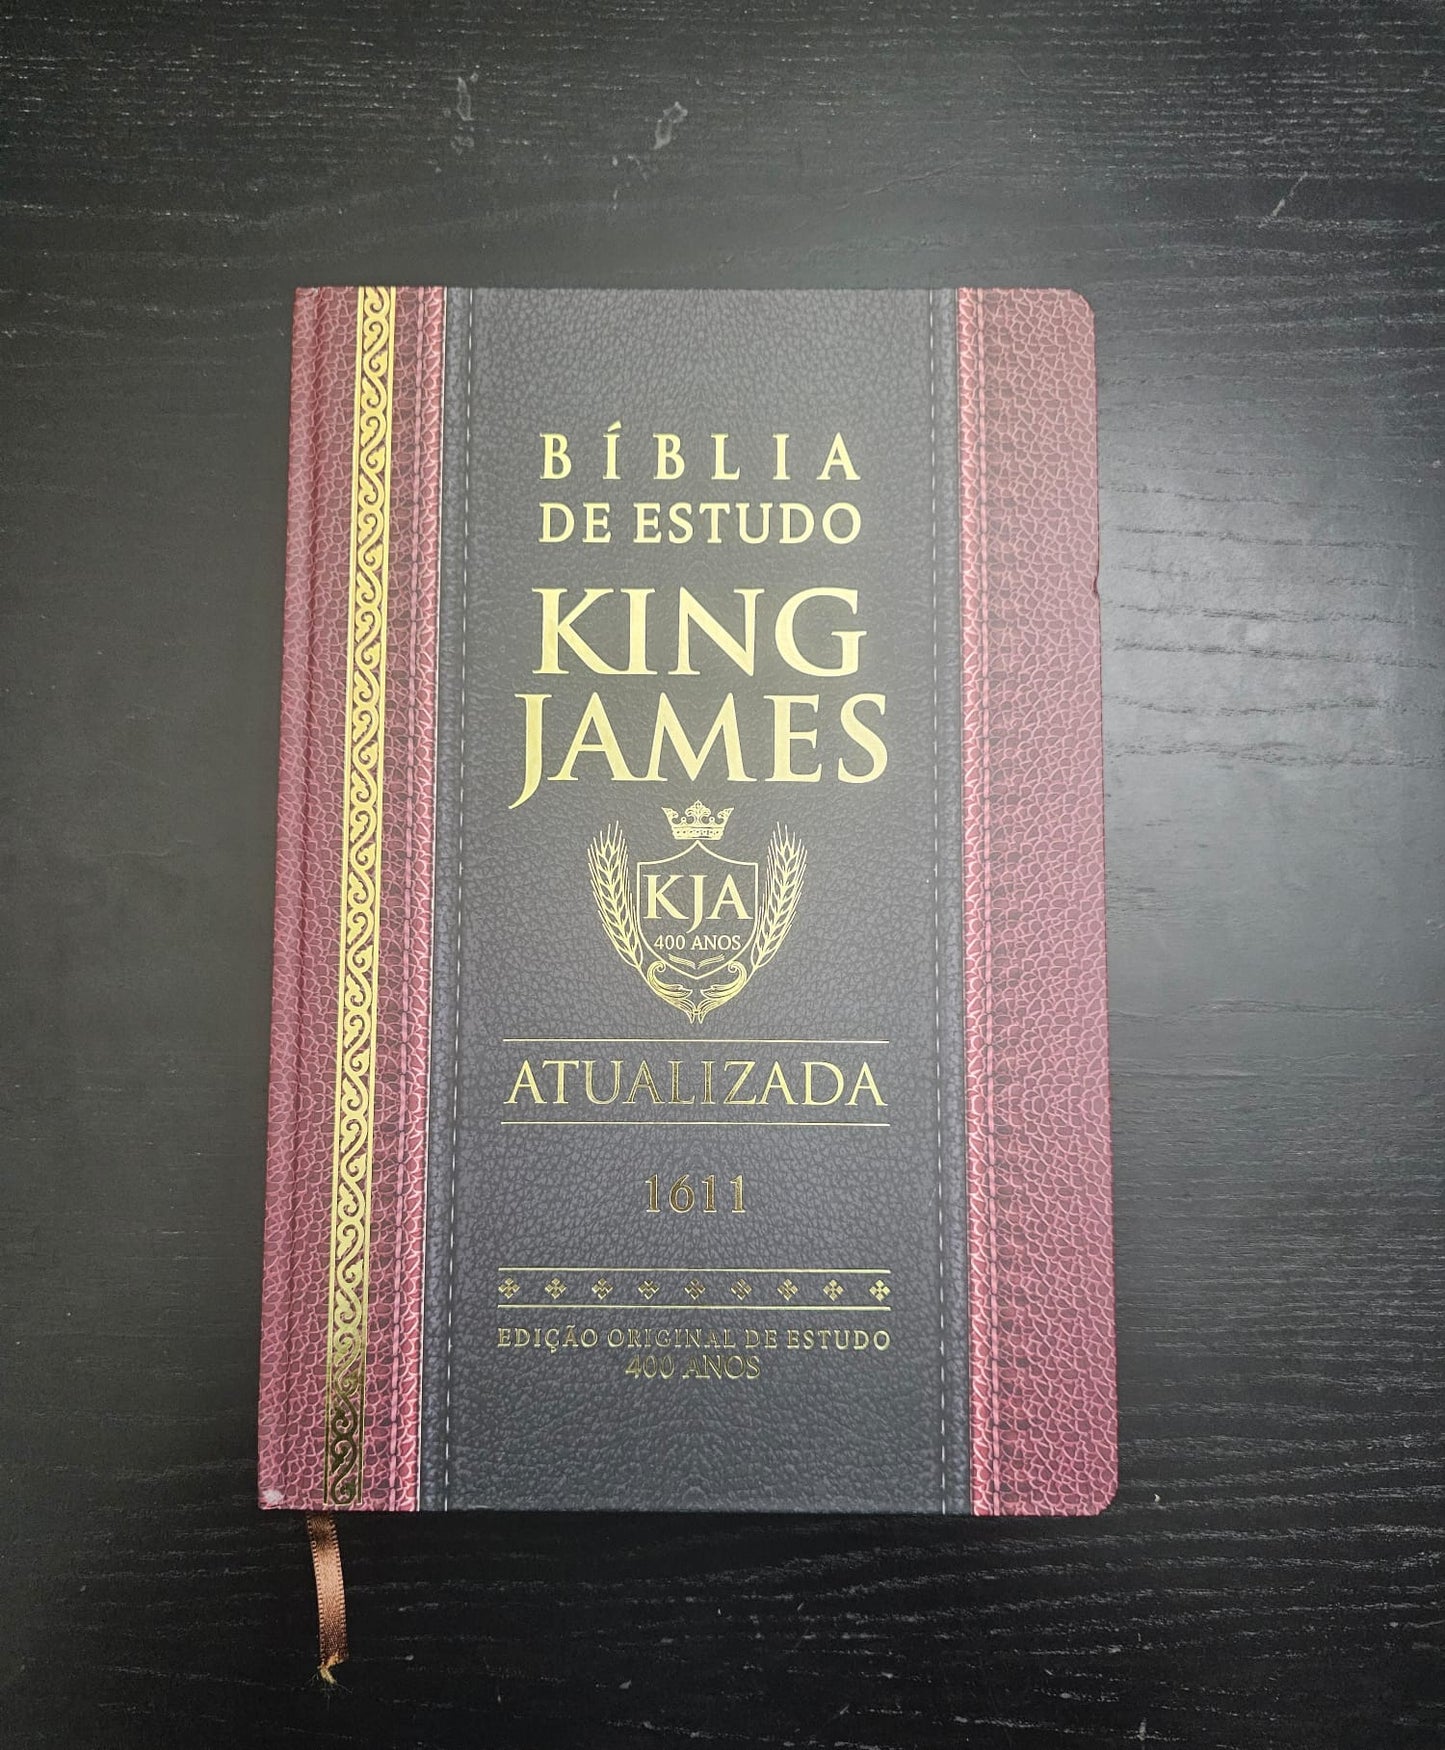 BÍBLIA
DE ESTUDO
KING
JAMES
KJA
400 ANOS
ATUALIZADA
1611
EDIÇÃO ORIGINAL DE ESTUDO
400 ANOS